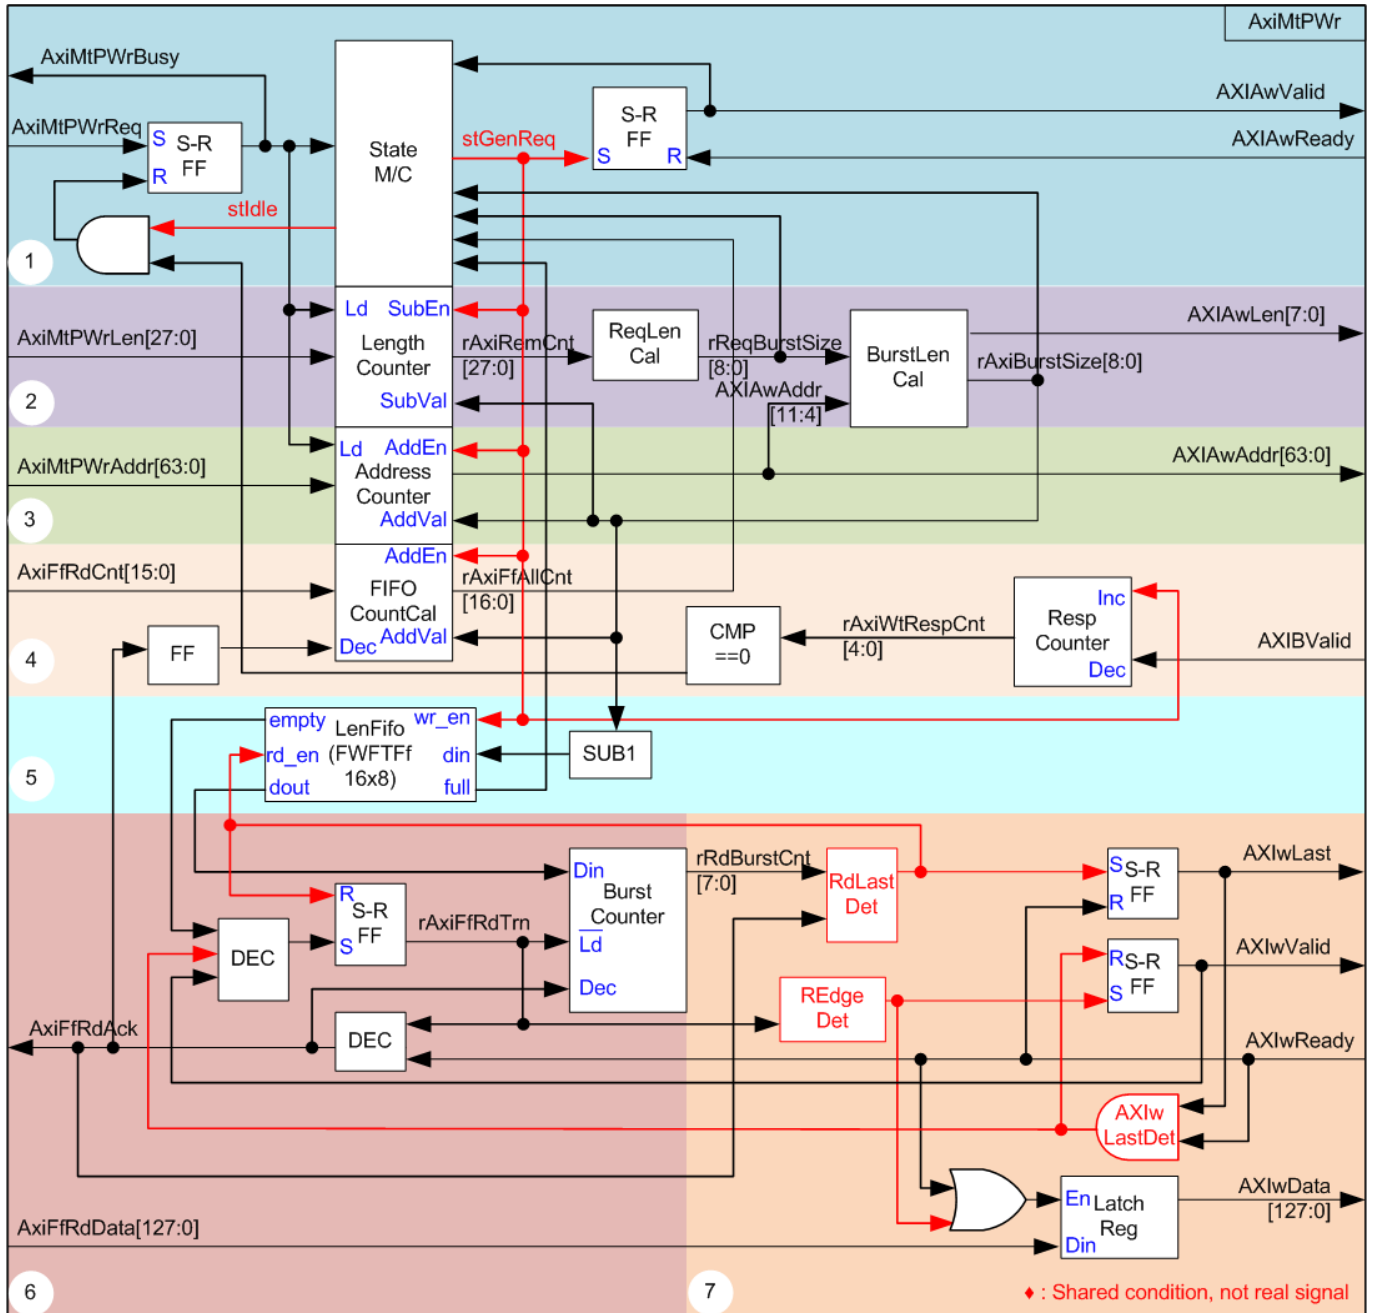 AxiMtPWr
AxiMtPWrBusy
AXIAwValid
AxiMtPWrReq
S
R
S-R
FF
State
M/C
stGenReq
S-R
FF
S
R
AXIAwReady
stIdle
1
AxiMtPWrLen[27:0]
Ld
SubEn
Length
Counter
SubVal
rAxiRemCnt
[27:0]
ReqLen
Cal
rReqBurstSize
[8:0]
AXIAwAddr
[11:4]
BurstLen
Cal
AXIAwLen[7:0]
rAxiBurstSize[8:0]
2
AxiMtPWrAddr[63:0]
Ld
AddEn
Address
Counter
AddVal
AXIAwAddr[63:0]
3
AxiFfRdCnt[15:0]
AddEn
FIFO
CountCal
AddVal
Dec
rAxiFfAllCnt
[16:0]
FF
CMP
==0
rAxiWtRespCnt
[4:0]
Inc
Resp
Counter
Dec
AXIBValid
4
empty
wr_en
LenFifo
rd_en
(FWFTFf
din
16x8)
dout
full
SUB1
5
DEC
R
S-R
FF
S
rAxiFfRdTrn
Din
Burst
Counter
Ld
Dec
rRdBurstCnt
[7:0]
RdLast
Det
S
S-R
FF
R
AXIwLast
R
S-R
FF
S
AXIwValid
REdge
Det
AxiFfRdAck
DEC
AXIwReady
AXIw
LastDet
AxiFfRdData[127:0]
En
Latch
Reg
Din
AXIwData
[127:0]
6
7
♦ : Shared condition, not real signal